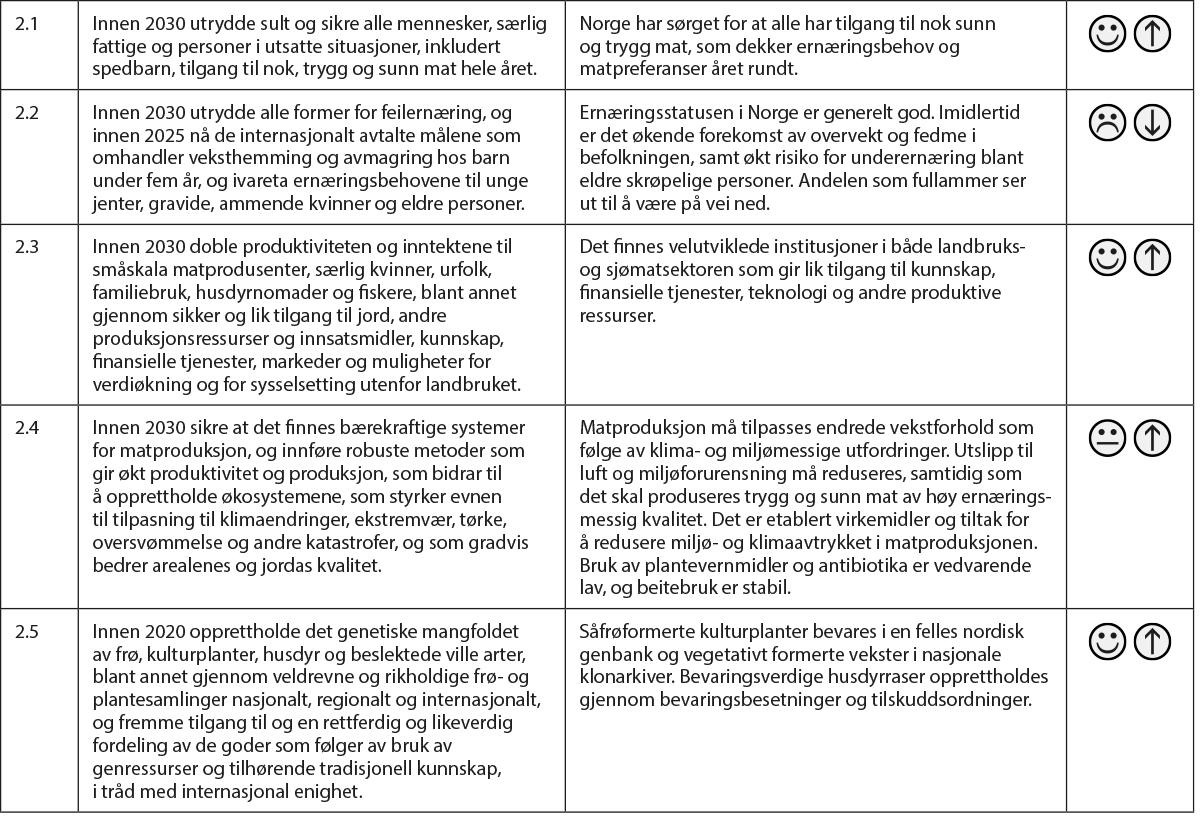 2.1
Innen 2030 utrydde sult og sikre alle mennesker, særlig
fattige og personer i utsatte situasjoner, inkludert
spedbarn, tilgang til nok, trygg og sunn mat hele året.
Norge har sørget for at alle har tilgang til nok sunn
og trygg mat, som dekker ernæringsbehov og
matpreferanser året rundt.
2.2
Innen 2030 utrydde alle former for feilernæring, og
innen 2025 nå de internasjonalt avtalte målene som
omhandler veksthemming og avmagring hos barn
under fem år, og ivareta ernæringsbehovene til unge
jenter, gravide, ammende kvinner og eldre personer.
Ernæringsstatusen i Norge er generelt god. Imidlertid
er det økende forekomst av overvekt og fedme i
befolkningen, samt økt risiko for underernæring blant
eldre skrøpelige personer. Andelen som fullammer ser
ut til å være på vei ned.
2.3
Innen 2030 doble produktiviteten og inntektene til
småskala matprodusenter, særlig kvinner, urfolk,
familiebruk, husdyrnomader og fiskere, blant annet
gjennom sikker og lik tilgang til jord, andre
produksjonsressurser og innsatsmidler, kunnskap,
finansielle tjenester, markeder og muligheter for
verdiøkning og for sysselsetting utenfor landbruket.
Det finnes velutviklede institusjoner i både landbruks-
og sjømatsektoren som gir lik tilgang til kunnskap,
finansielle tjenester, teknologi og andre produktive
ressurser.
2.4
Innen 2030 sikre at det finnes bærekraftige systemer
for matproduksjon, og innføre robuste metoder som
gir økt produktivitet og produksjon, som bidrar til
å opprettholde økosystemene, som styrker evnen
til tilpasning til klimaendringer, ekstremvær, tørke,
oversvømmelse og andre katastrofer, og som gradvis
bedrer arealenes og jordas kvalitet.
Matproduksjon må tilpasses endrede vekstforhold som
følge av klima- og miljømessige utfordringer. Utslipp til
luft og miljøforurensning må reduseres, samtidig som
det skal produseres trygg og sunn mat av høy ernærings-
messig kvalitet. Det er etablert virkemidler og tiltak for
å redusere miljø- og klimaavtrykket i matproduksjonen.
Bruk av plantevernmidler og antibiotika er vedvarende
lav, og beitebruk er stabil.
2.5
Innen 2020 opprettholde det genetiske mangfoldet
av frø, kulturplanter, husdyr og beslektede ville arter,
blant annet gjennom veldrevne og rikholdige frø- og
plantesamlinger nasjonalt, regionalt og internasjonalt,
og fremme tilgang til og en rettferdig og likeverdig
fordeling av de goder som følger av bruk av
genressurser og tilhørende tradisjonell kunnskap,
i tråd med internasjonal enighet.
Såfrøformerte kulturplanter bevares i en felles nordisk
genbank og vegetativt formerte vekster i nasjonale
klonarkiver. Bevaringsverdige husdyrraser opprettholdes
gjennom bevaringsbesetninger og tilskuddsordninger.